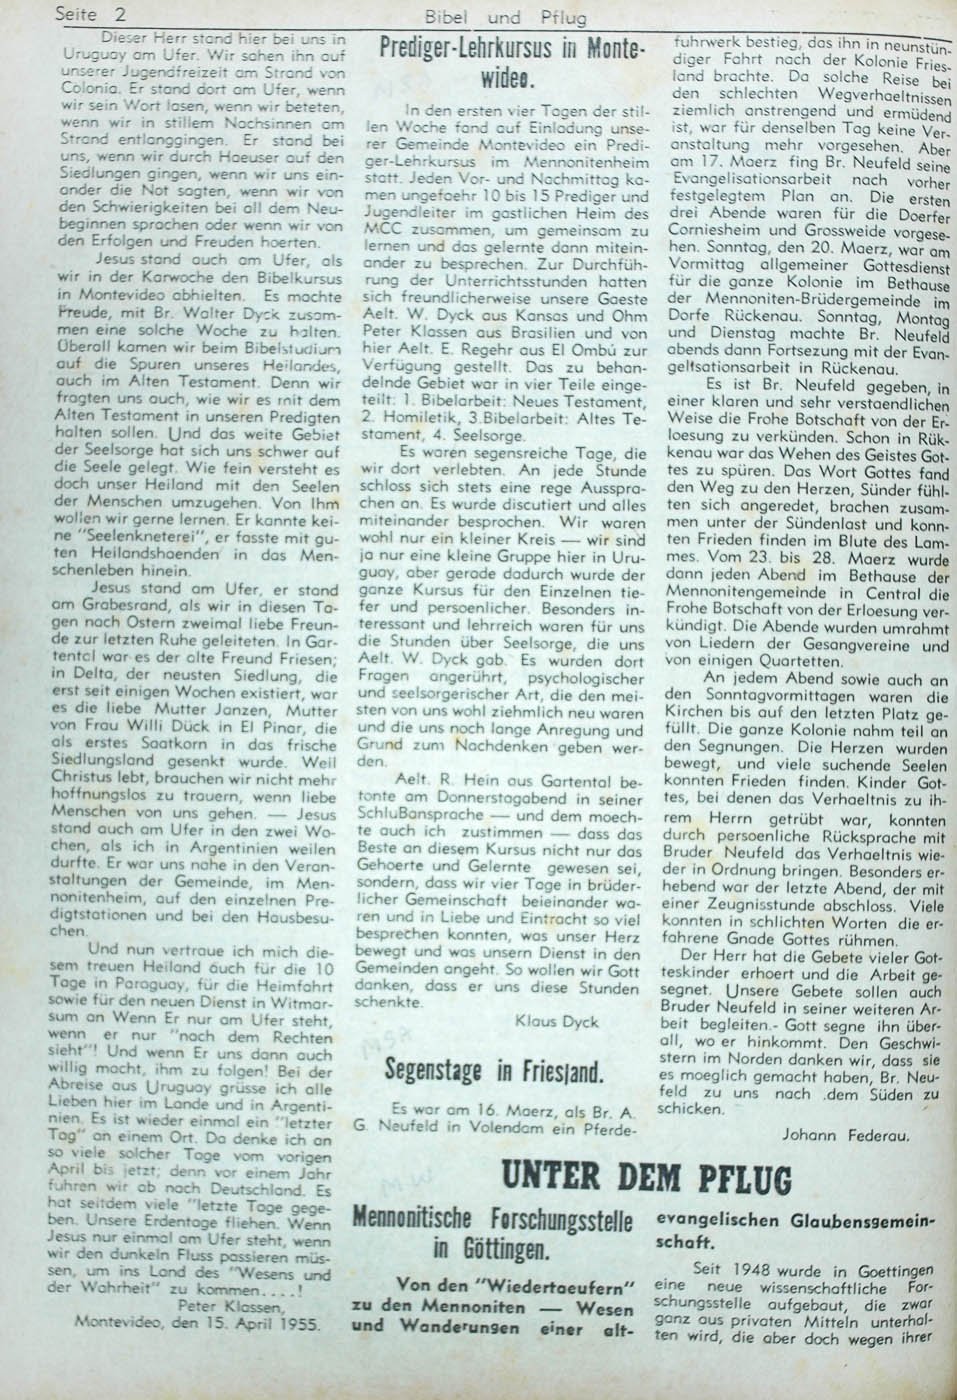 Seite 2
Bibel und Pflug
Dieser Herr stand hier bei uns in
Uruguay am Ufer. Wir sahen ihn auf
unserer Jugendfreizeit am Strand von
Colonia. Er stand dort am Ufer, wenn
wir sein Wort lasen, wenn wir beteten,
wenn wir in stillem Nachsinnen am
Strand entlanggingen. Er stand bei
uns, wenn wir durch Haeuser auf den
Siedlungen gingen, wenn wir uns ein-
ander die Not sagten, wenn wir von
den Schwierigkeiten bei all dem Neu-
beginnen sprachen oder wenn wir von
den Erfolgen und Freuden hoerten.
Jesus stand auch am Ufer, als
wir in der Karwoche den Bibelkursus
in Montevideo abhielten. Es machte
Freude, mit Br. Walter Dyck zusam-
men eine solche Woche zu halten.
Überall kamen wir beim Bibelstudium
auf die Spuren unseres Heilandes,
auch im Alten Testament. Denn wir
fragten uns auch, wie wir es mit dem
Alten Testament in unseren Predigten
halten sollen. Und das weite Gebiet
der Seelsorge hat sich uns schwer auf
die Seele gelegt. Wie fein versteht es
doch unser Heiland mit den Seelen
der Menschen umzugehen. Von Ihm
wollen wir gerne lernen. Er kannte kei-
ne "Seelenkneterei", er fasste mit gu-
ten Heilandshaenden in das Men-
schenleben hinein.
Jesus stand am Ufer, er stand
am Grabesrand, als wir in diesen Ta-
gen nach Ostern zweimal liebe Freun-
de zur letzten Ruhe geleiteten. In Gar-
tental war es der alte Freund Friesen;
in Delta, der neusten Siedlung, die
erst seit einigen Wochen existiert, war
es die liebe Mutter Janzen, Mutter
von Frau Willi Dück in El Pinar, die
als erstes Saatkorn in das frische
Siedlungsland gesenkt wurde. Weil
Christus lebt, brauchen wir nicht mehr
hoffnungslos zu trauern, wenn liebe
Menschen von uns gehen. — Jesus
stand auch am Ufer in den zwei Wo-
chen, als ich in Argentinien weilen
durfte. Er war uns nahe in den Veran-
staltungen der Gemeinde, im Men-
nonitenheim, auf den einzelnen Pre-
digtstationen und bei den Hausbesu-
chen.
Und nun vertraue ich mich die-
sem treuen Heiland auch für die 10
Tage in Paraguay, für die Heimfahrt
sowie für den neuen Dienst in Witmar-
sum an Wenn Er nur am Ufer steht,
wenn er nur "nach dem Rechten
sieht"! Und wenn Er uns dann auch
willig macht, ihm zu folgen! Bei der
Abreise aus Uruguay grüsse ich alle
Lieben hier im Lande und in Argenti-
nien. Es ist wieder einmal ein "letzter
Tag" an einem Ort. Da denke ich an
so viele solcher Tage vom vorigen
April bis jetzt; denn vor einem Jahr
fuhren wir ab nach Deutschland. Es
hat seitdem viele "letzte Tage gege-
ben. Unsere Erdentage fliehen. Wenn
Jesus nur einmal am Ufer steht, wenn
wir den dunkeln Fluss passieren müs-
sen, um ins Land des "Wesens und
der Wahrheit" zu kommen....!
Peter Klassen,
Montevideo, den 15. April 1955.
Prediger-Lehrkursus in Monte-
wideo.
In den ersten vier Tagen der stil-
len Woche fand auf Einladung unse-
rer Gemeinde Montevideo ein Predi-
ger-Lehrkursus im Mennonitenheim
statt. Jeden Vor- und Nachmittag ka-
men ungefaehr 10 bis 15 Prediger und
Jugendleiter im gastlichen Heim des
MCC zusammen, um gemeinsam zu
lernen und das gelernte dann mitein-
ander zu besprechen. Zur Durchfüh-
rung der Unterrichtsstunden hatten
sich freundlicherweise unsere Gaeste
Aelt. W. Dyck aus Kansas und Ohm
Peter Klassen aus Brasilien und von
hier Aelt. E. Regehr aus El Ombú zur
Verfügung gestellt. Das zu behan-
delnde Gebiet war in vier Teile einge-
teilt: 1. Bibelarbeit: Neues Testament,
2. Homiletik, 3.Bibelarbeit: Altes Te-
stament, 4. Seelsorge.
Es waren segensreiche Tage, die
wir dort verlebten. An jede Stunde
schloss sich stets eine rege Ausspra-
chen an. Es wurde discutiert und alles
miteinander besprochen. Wir waren
wohl nur ein kleiner Kreis — wir sind
ja nur eine kleine Gruppe hier in Uru-
guay, aber gerade dadurch wurde der
ganze Kursus für den Einzelnen tie-
fer und persoenlicher. Besonders in-
teressant und lehrreich waren für uns
die Stunden über Seelsorge, die uns
Aelt. W. Dyck gab. Es wurden dort
Fragen angerührt, psychologischer
und seelsorgerischer Art, die den mei-
sten von uns wohl ziehmlich neu waren
und die uns noch lange Anregung und
Grund zum Nachdenken geben wer-
den.
Aelt. R. Hein aus Gartental be-
tonte am Donnerstagabend in seiner
Schlußansprache — und dem moech-
te auch ich zustimmen — dass das
Beste an diesem Kursus nicht nur das
Gehoerte und Gelernte gewesen sei,
sondern, dass wir vier Tage in brüder-
licher Gemeinschaft beieinander wa-
ren und in Liebe und Eintracht so viel
besprechen konnten, was unser Herz
bewegt und was unsern Dienst in den
Gemeinden angeht. So wollen wir Gott
danken, dass er uns diese Stunden
schenkte.
Klaus Dyck
Segenstage in Friesland.
Es war am 16. Maerz, als Br. A.
G. Neufeld in Volendam ein Pferde-
fuhrwerk bestieg, das ihn in neunstün-
diger Fahrt nach der Kolonie Fries-
land brachte. Da solche Reise bei
den schlechten Wegverhaeltnissen
ziemlich anstrengend und ermüdend
ist, war für denselben Tag keine Ver-
anstaltung mehr vorgesehen. Aber
am 17. Maerz fing Br. Neufeld seine
Evangelisationsarbeit nach vorher
festgelegtem Plan an. Die ersten
drei Abende waren für die Doerfer
Corniesheim und Grossweide vorgese-
hen. Sonntag, den 20. Maerz, war am
Vormittag allgemeiner Gottesdienst
für die ganze Kolonie im Bethause
der Mennoniten-Brüdergemeinde im
Dorfe Rückenau. Sonntag, Montag
und Dienstag machte Br. Neufeld
abends dann Fortsezung mit der Evan-
geltsationsarbeit in Rückenau.
Es ist Br. Neufeld gegeben, in
einer klaren und sehr verstaendlichen
Weise die Frohe Botschaft von der Er-
loesung zu verkünden. Schon in Rük-
kenau war das Wehen des Geistes Got-
tes zu spüren. Das Wort Gottes fand
den Weg zu den Herzen, Sünder fühl-
ten sich angeredet, brachen zusam-
men unter der Sündenlast und konn-
ten Frieden finden im Blute des Lam-
mes. Vom 23. bis 28. Maerz wurde
dann jeden Abend im Bethause der
Mennonitengemeinde in Central die
Frohe Botschaft von der Erloesung ver-
kündigt. Die Abende wurden umrahmt
von Liedern der Gesangvereine und
von einigen Quartetten.
An jedem Abend sowie auch an
den Sonntagvormittagen waren die
Kirchen bis auf den letzten Platz ge-
füllt. Die ganze Kolonie nahm teil an
den Segnungen. Die Herzen wurden
bewegt, und viele suchende Seelen
konnten Frieden finden. Kinder Got-
tes, bei denen das Verhaeltnis zu ih-
rem Herrn getrübt war, konnten
durch persoenliche Rücksprache mit
Bruder Neufeld das Verhaeltnis wie-
der in Ordnung bringen. Besonders er-
hebend war der letzte Abend, der mit
einer Zeugnisstunde abschloss. Viele
konnten in schlichten Worten die er-
fahrene Gnade Gottes rühmen.
Der Herr hat die Gebete vieler Got-
teskinder erhoert und die Arbeit ge-
segnet. Unsere Gebete sollen auch
Bruder Neufeld in seiner weiteren Ar-
beit begleiten.- Gott segne ihn über-
all, wo er hinkommt. Den Geschwi-
stern im Norden danken wir, dass sie
es moeglich gemacht haben, Br. Neu-
feld zu uns nach .dem Süden zu
schicken.
Johann Federau.
UNTER DEM PFLUG
Mennonitische Forschungsstelle
in Göttingen.
Von den "Wiedertaeufern"
zu den Mennoniten — Wesen
und Wanderungen einer alt-
evangelischen Glaubensgemein-
schaft.
Seit 1948 wurde in Goettingen
eine neue wissenschaftliche For-
schungsstelle aufgebaut, die zwar
ganz aus privaten Mitteln unterhal-
ten wird, die aber doch wegen ihrer